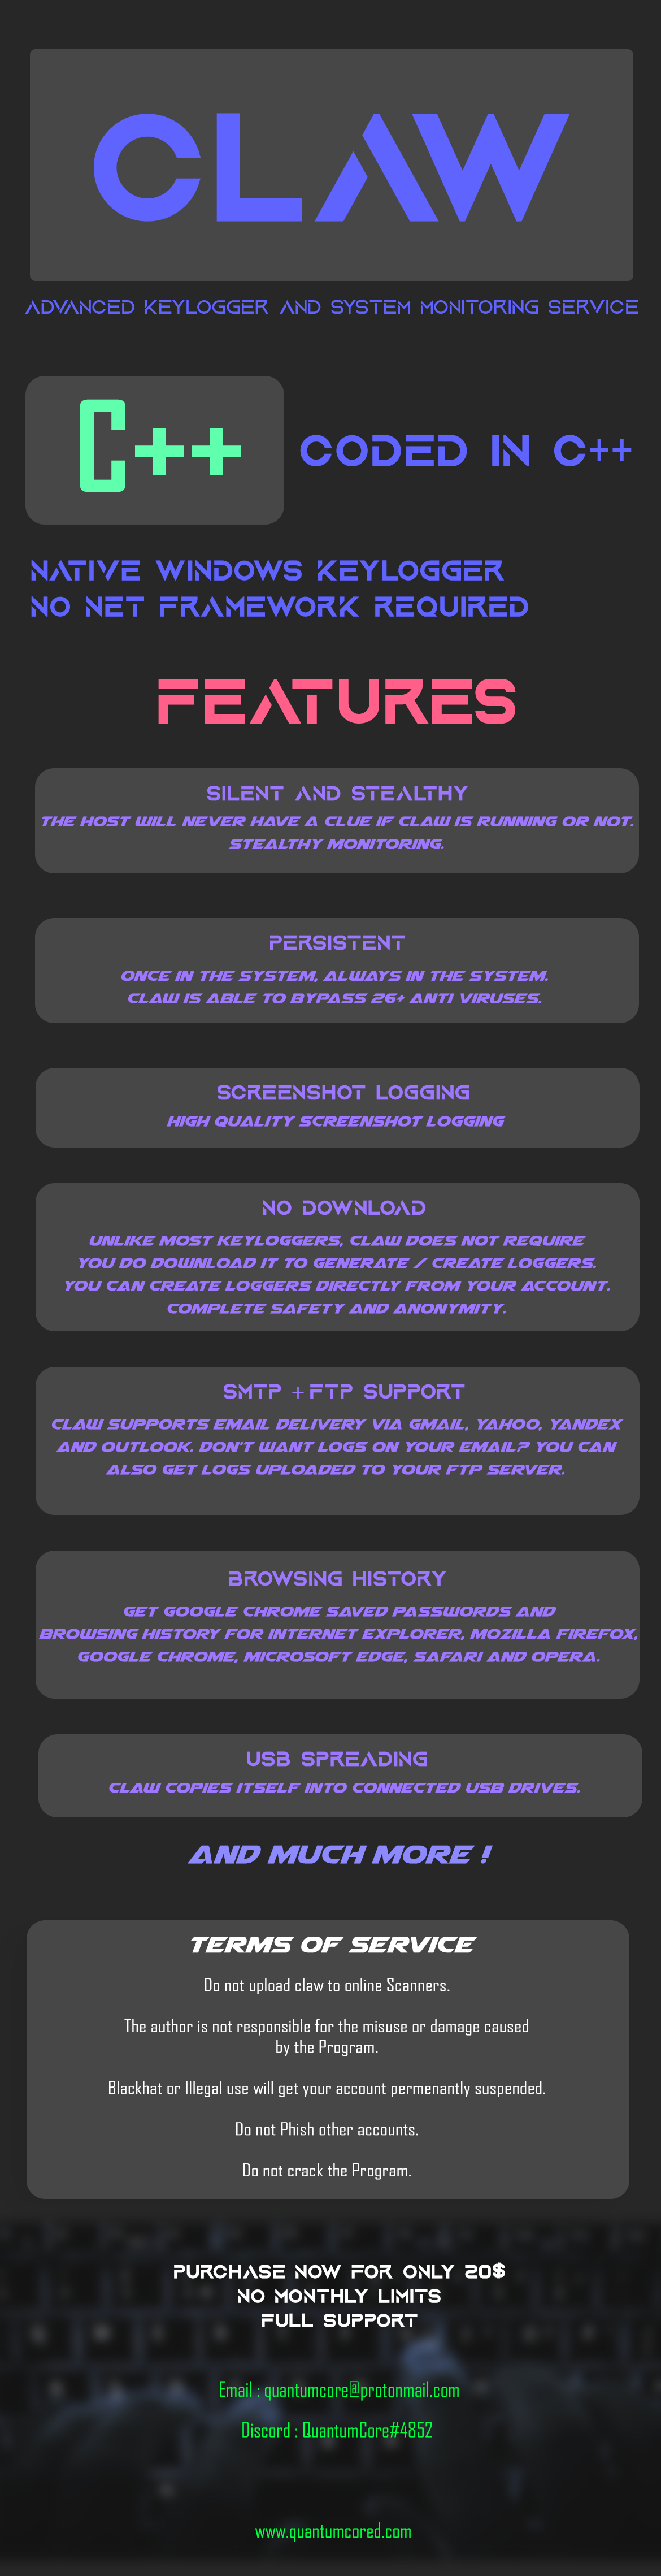 CLAW
ADVANCED KEYLOGGER AND SYSTEM MONITORING SERVICE
C++
CODED IN C++
NATIVE WINDOWS KEYLOGGER
NO NET FRAMEWORK REQUIRED
FEATURES
SILENT AND STEALTHY
THE HOST WILL NEVER HAVE A CLUE IF CLAW IS RUNNING OR NOT.
STEALTHY MONITORING.
PERSISTENT
ONCE IN THE SYSTEM, ALWAYS IN THE SYSTEM.
CLAW IS ABLE TO BYPASS 26+ ANTI VIRUSES.
SCREENSHOT LOGGING
HIGH QUALITY SCREENSHOT LOGGING
NO DOWNLOAD
UNLIKE MOST KEYLOGGERS, CLAW DOES NOT REQUIRE
YOU DO DOWNLOAD IT TO GENERATE / CREATE LOGGERS.
YOU CAN CREATE LOGGERS DIRECTLY FROM YOUR ACCOUNT.
COMPLETE SAFETY AND ANONYMITY.
SMTP + FTP SUPPORT
CLAW SUPPORTS EMAIL DELIVERY VIA GMAIL, YAHOO, YANDEX
AND OUTLOOK. DON'T WANT LOGS ON YOUR EMAIL? YOU CAN
ALSO GET LOGS UPLOADED TO YOUR FTP SERVER.
BROWSING HISTORY
GET GOOGLE CHROME SAVED PASSWORDS AND
BROWSING HISTORY FOR INTERNET EXPLORER, MOZILLA FIREFOX,
GOOGLE CHROME, MICROSOFT EDGE, SAFARI AND OPERA.
USB SPREADING
CLAW COPIES ITSELF INTO CONNECTED USB DRIVES.
AND MUCH MORE !
TERMS OF SERVICE
Do not upload claw to online Scanners.
The author is not responsible for the misuse or damage caused
by the Program.
Blackhat or Illegal use will get your account permenantly suspended.
Do not Phish other accounts.
Do not crack the Program.
PURCHASE NOW FOR ONLY 20$
NO MONTHLY LIMITS
FULL SUPPORT
Email : quantumcore@protonmail.com
Discord : QuantumCore#4852
www.quantumcored.com